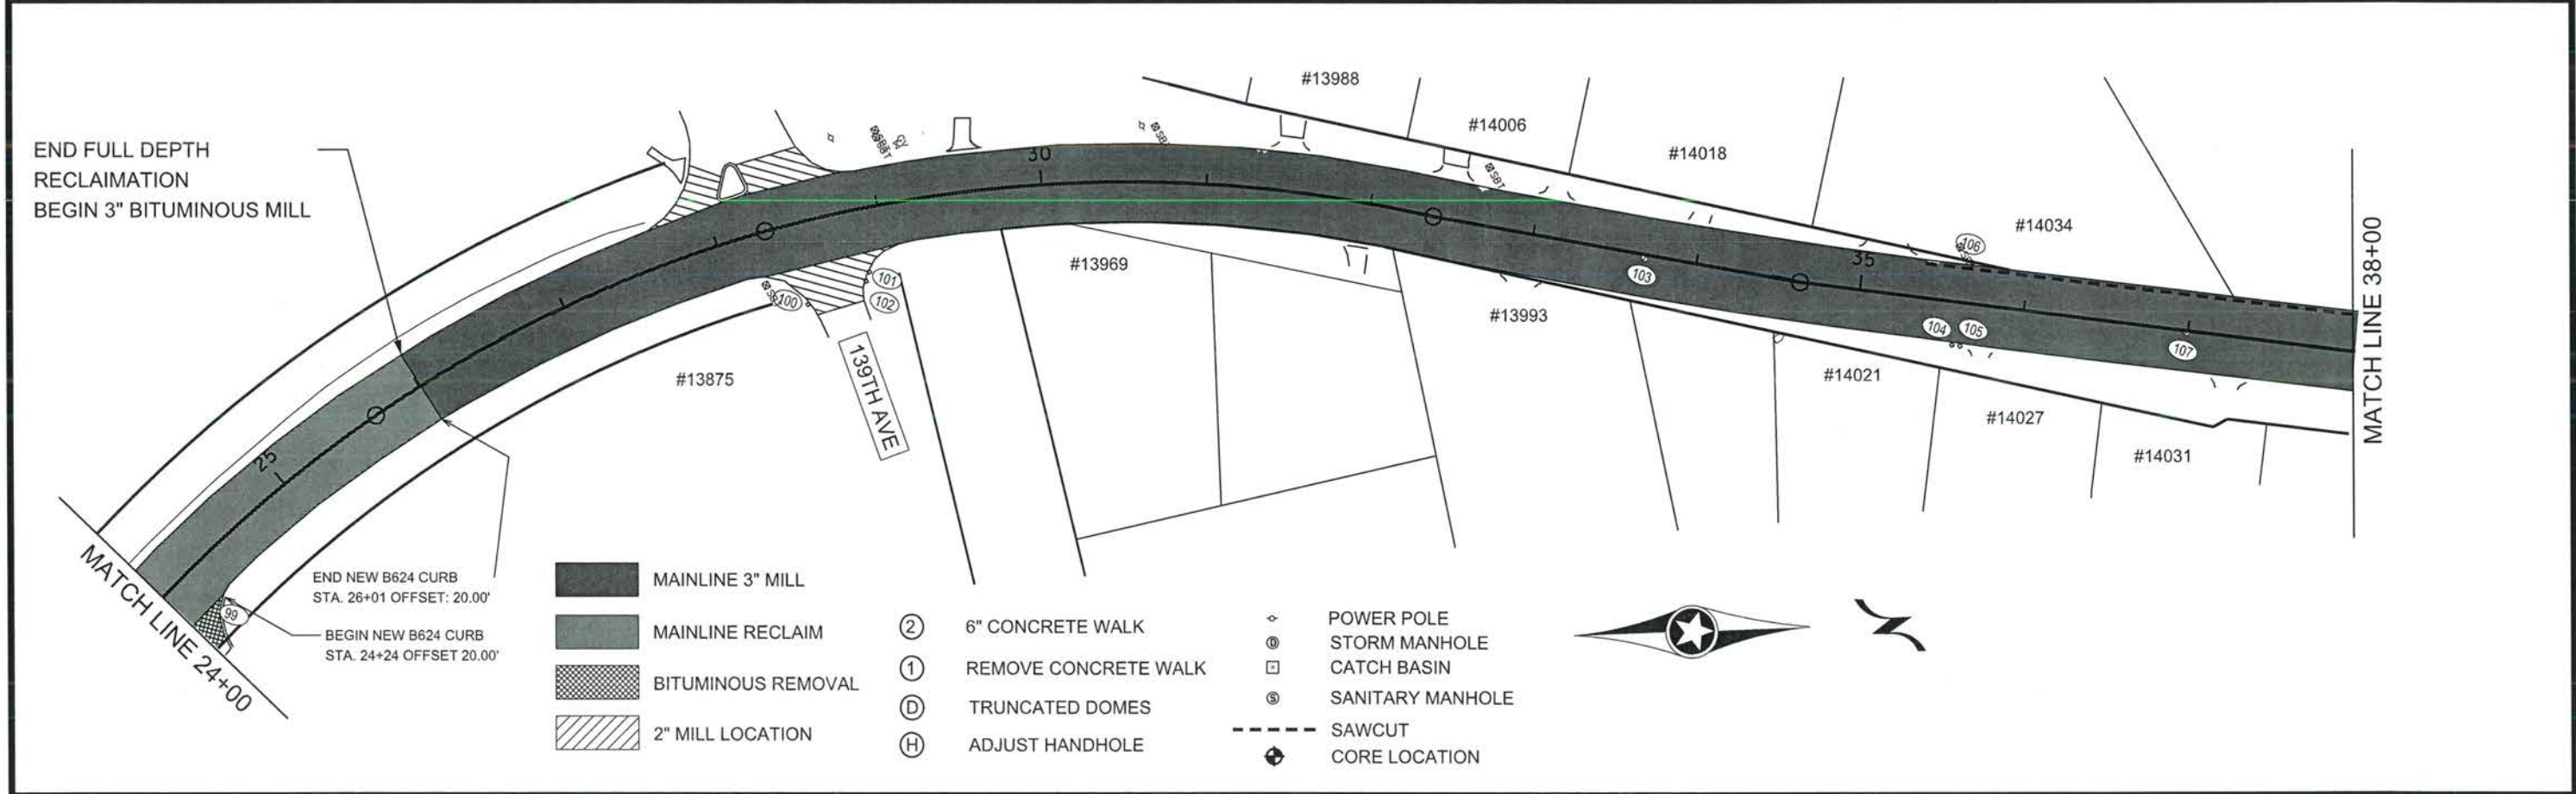 END FULL DEPTH
RECLAIMATION
BEGIN 3" BITUMINOUS MILL
#13988
#14006
#14018
#14034
30
35
25
106
103
104
105
107
101
102
100
99
#13969
#13993
#13875
#14021
#14027
#14031
139TH AVE
MATCH LINE 38+00
MATCH LINE 24+00
END NEW B624 CURB
STA. 26+01 OFFSET: 20.00'
BEGIN NEW B624 CURB
STA. 24+24 OFFSET 20.00'
MAINLINE 3" MILL
MAINLINE RECLAIM
BITUMINOUS REMOVAL
2" MILL LOCATION
2 6" CONCRETE WALK
1 REMOVE CONCRETE WALK
D TRUNCATED DOMES
H ADJUST HANDHOLE
POWER POLE
D STORM MANHOLE
CATCH BASIN
S SANITARY MANHOLE
SAWCUT
CORE LOCATION